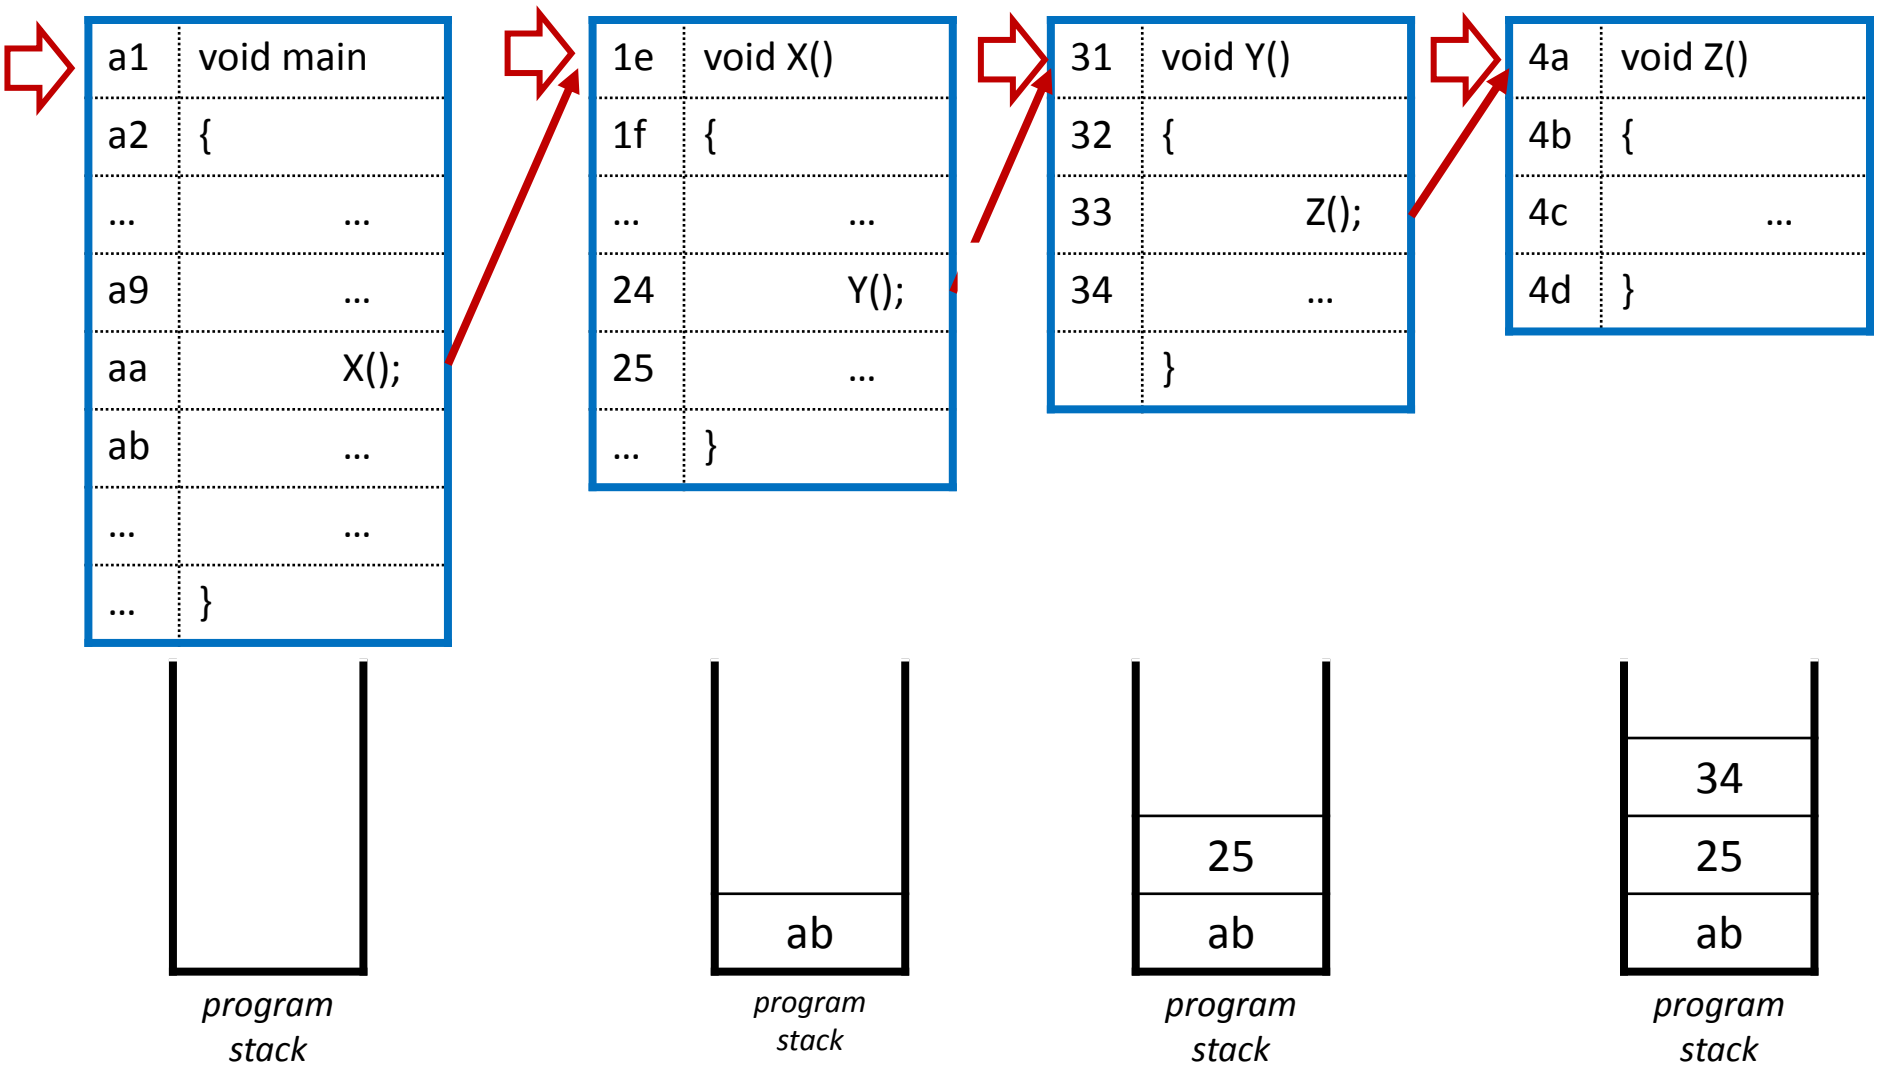 a1 void main
a2 {
... ...
a9 ...
aa X();
ab ...
... ...
... }
1e void X()
1f {
... ...
24 Y();
25 ...
... }
31 void Y()
32 {
33 Z();
34 ...
}
4a void Z()
4b {
4c ...
4d }
program
stack
ab
program
stack
25
ab
program
stack
34
25
ab
program
stack